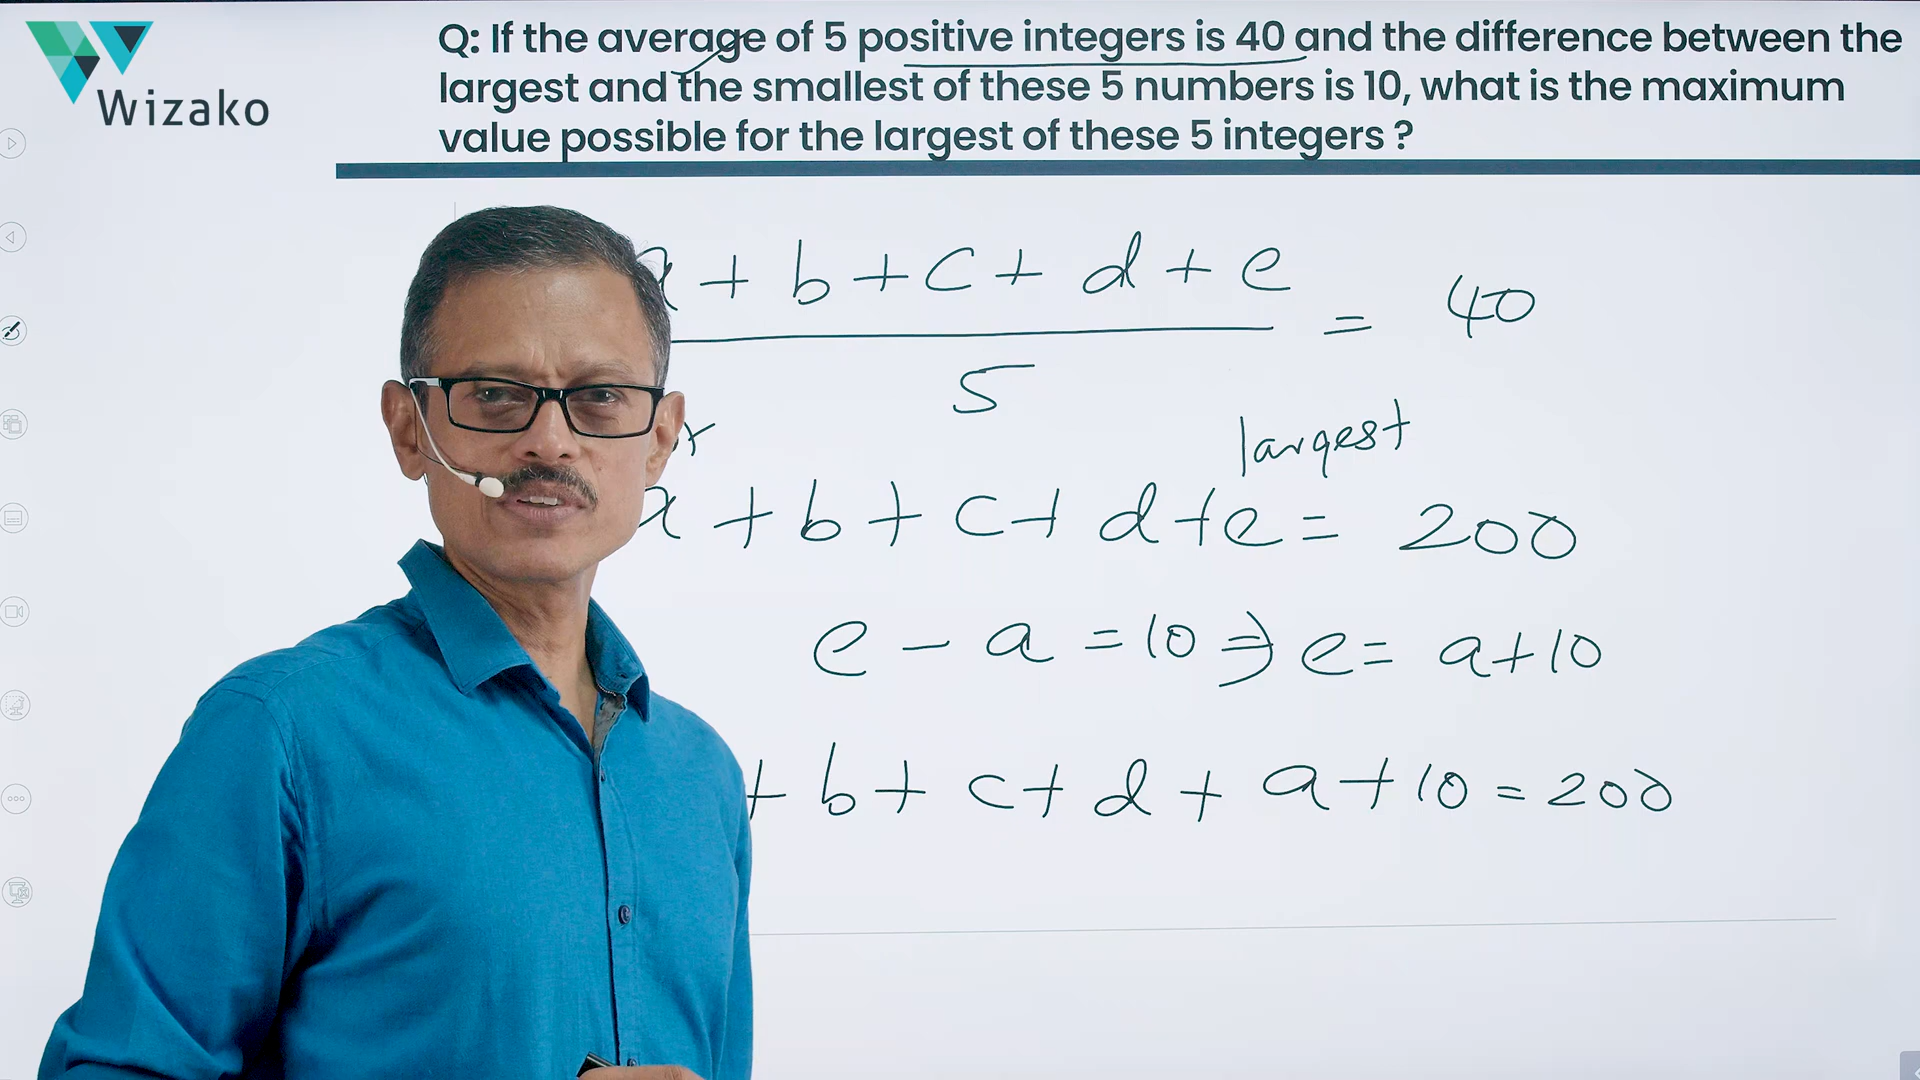 Wizako
Q: If the average of 5 positive integers is 40 and the difference between the
largest and the smallest of these 5 numbers is 10, what is the maximum
value possible for the largest of these 5 integers ?
a + b + c + d + e
= 40
5
largest
a + b + c + d + e = 200
e - a = 10 ⇒ e = a + 10
+ b + c + d + a + 10 = 200